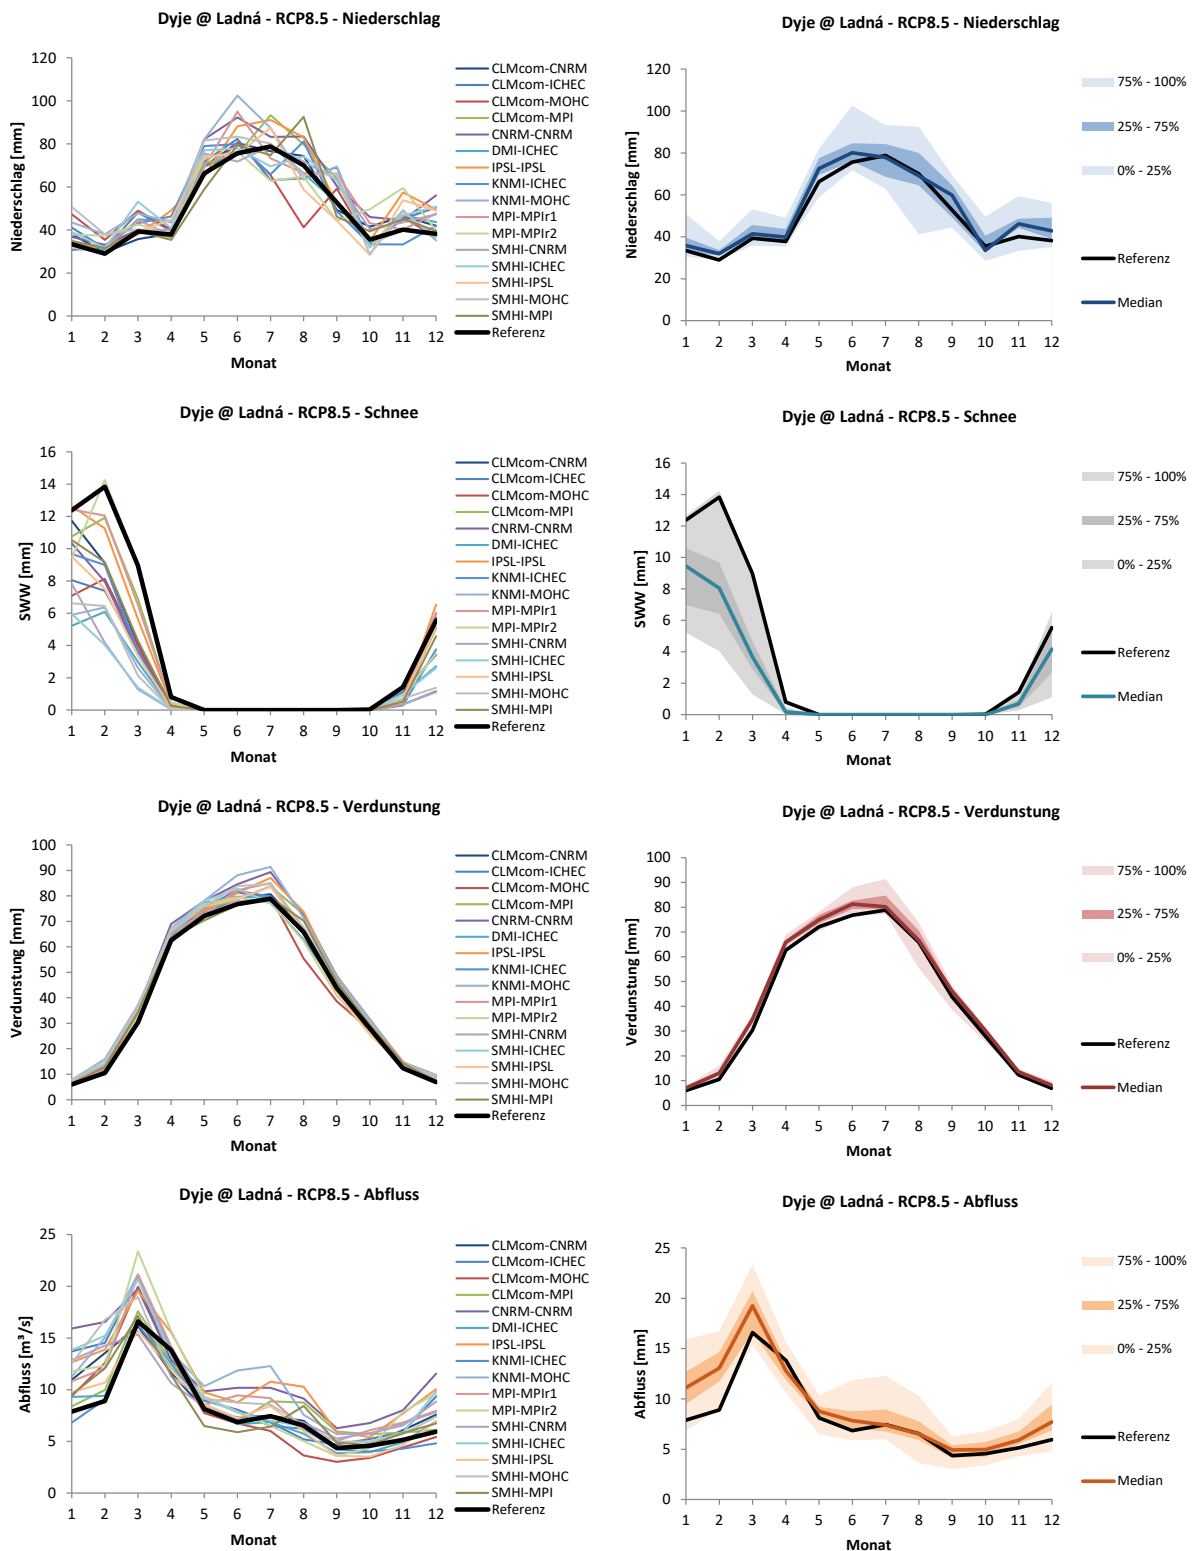 Dyje @ Ladná - RCP8.5 - Niederschlag
Niederschlag [mm]
120
100
80
60
40
20
0
1 2 3 4 5 6 7 8 9 10 11 12
Monat
CLMcom-CNRM
CLMcom-ICHEC
CLMcom-MOHC
CLMcom-MPI
CNRM-CNRM
DMI-ICHEC
IPSL-IPSL
KNMI-ICHEC
KNMI-MOHC
MPI-MPIr1
MPI-MPIr2
SMHI-CNRM
SMHI-ICHEC
SMHI-IPSL
SMHI-MOHC
SMHI-MPI
Referenz
Dyje @ Ladná - RCP8.5 - Niederschlag
Niederschlag [mm]
120
100
80
60
40
20
0
1 2 3 4 5 6 7 8 9 10 11 12
Monat
75% - 100%
25% - 75%
0% - 25%
Referenz
Median
Dyje @ Ladná - RCP8.5 - Schnee
SWW [mm]
16
14
12
10
8
6
4
2
0
1 2 3 4 5 6 7 8 9 10 11 12
Monat
CLMcom-CNRM
CLMcom-ICHEC
CLMcom-MOHC
CLMcom-MPI
CNRM-CNRM
DMI-ICHEC
IPSL-IPSL
KNMI-ICHEC
KNMI-MOHC
MPI-MPIr1
MPI-MPIr2
SMHI-CNRM
SMHI-ICHEC
SMHI-IPSL
SMHI-MOHC
SMHI-MPI
Referenz
Dyje @ Ladná - RCP8.5 - Schnee
SWW [mm]
16
14
12
10
8
6
4
2
0
1 2 3 4 5 6 7 8 9 10 11 12
Monat
75% - 100%
25% - 75%
0% - 25%
Referenz
Median
Dyje @ Ladná - RCP8.5 - Verdunstung
Verdunstung [mm]
100
90
80
70
60
50
40
30
20
10
0
1 2 3 4 5 6 7 8 9 10 11 12
Monat
CLMcom-CNRM
CLMcom-ICHEC
CLMcom-MOHC
CLMcom-MPI
CNRM-CNRM
DMI-ICHEC
IPSL-IPSL
KNMI-ICHEC
KNMI-MOHC
MPI-MPIr1
MPI-MPIr2
SMHI-CNRM
SMHI-ICHEC
SMHI-IPSL
SMHI-MOHC
SMHI-MPI
Referenz
Dyje @ Ladná - RCP8.5 - Verdunstung
Verdunstung [mm]
100
90
80
70
60
50
40
30
20
10
0
1 2 3 4 5 6 7 8 9 10 11 12
Monat
75% - 100%
25% - 75%
0% - 25%
Referenz
Median
Dyje @ Ladná - RCP8.5 - Abfluss
Abfluss [m³/s]
25
20
15
10
5
0
1 2 3 4 5 6 7 8 9 10 11 12
Monat
CLMcom-CNRM
CLMcom-ICHEC
CLMcom-MOHC
CLMcom-MPI
CNRM-CNRM
DMI-ICHEC
IPSL-IPSL
KNMI-ICHEC
KNMI-MOHC
MPI-MPIr1
MPI-MPIr2
SMHI-CNRM
SMHI-ICHEC
SMHI-IPSL
SMHI-MOHC
SMHI-MPI
Referenz
Dyje @ Ladná - RCP8.5 - Abfluss
Abfluss [mm]
25
20
15
10
5
0
1 2 3 4 5 6 7 8 9 10 11 12
Monat
75% - 100%
25% - 75%
0% - 25%
Referenz
Median